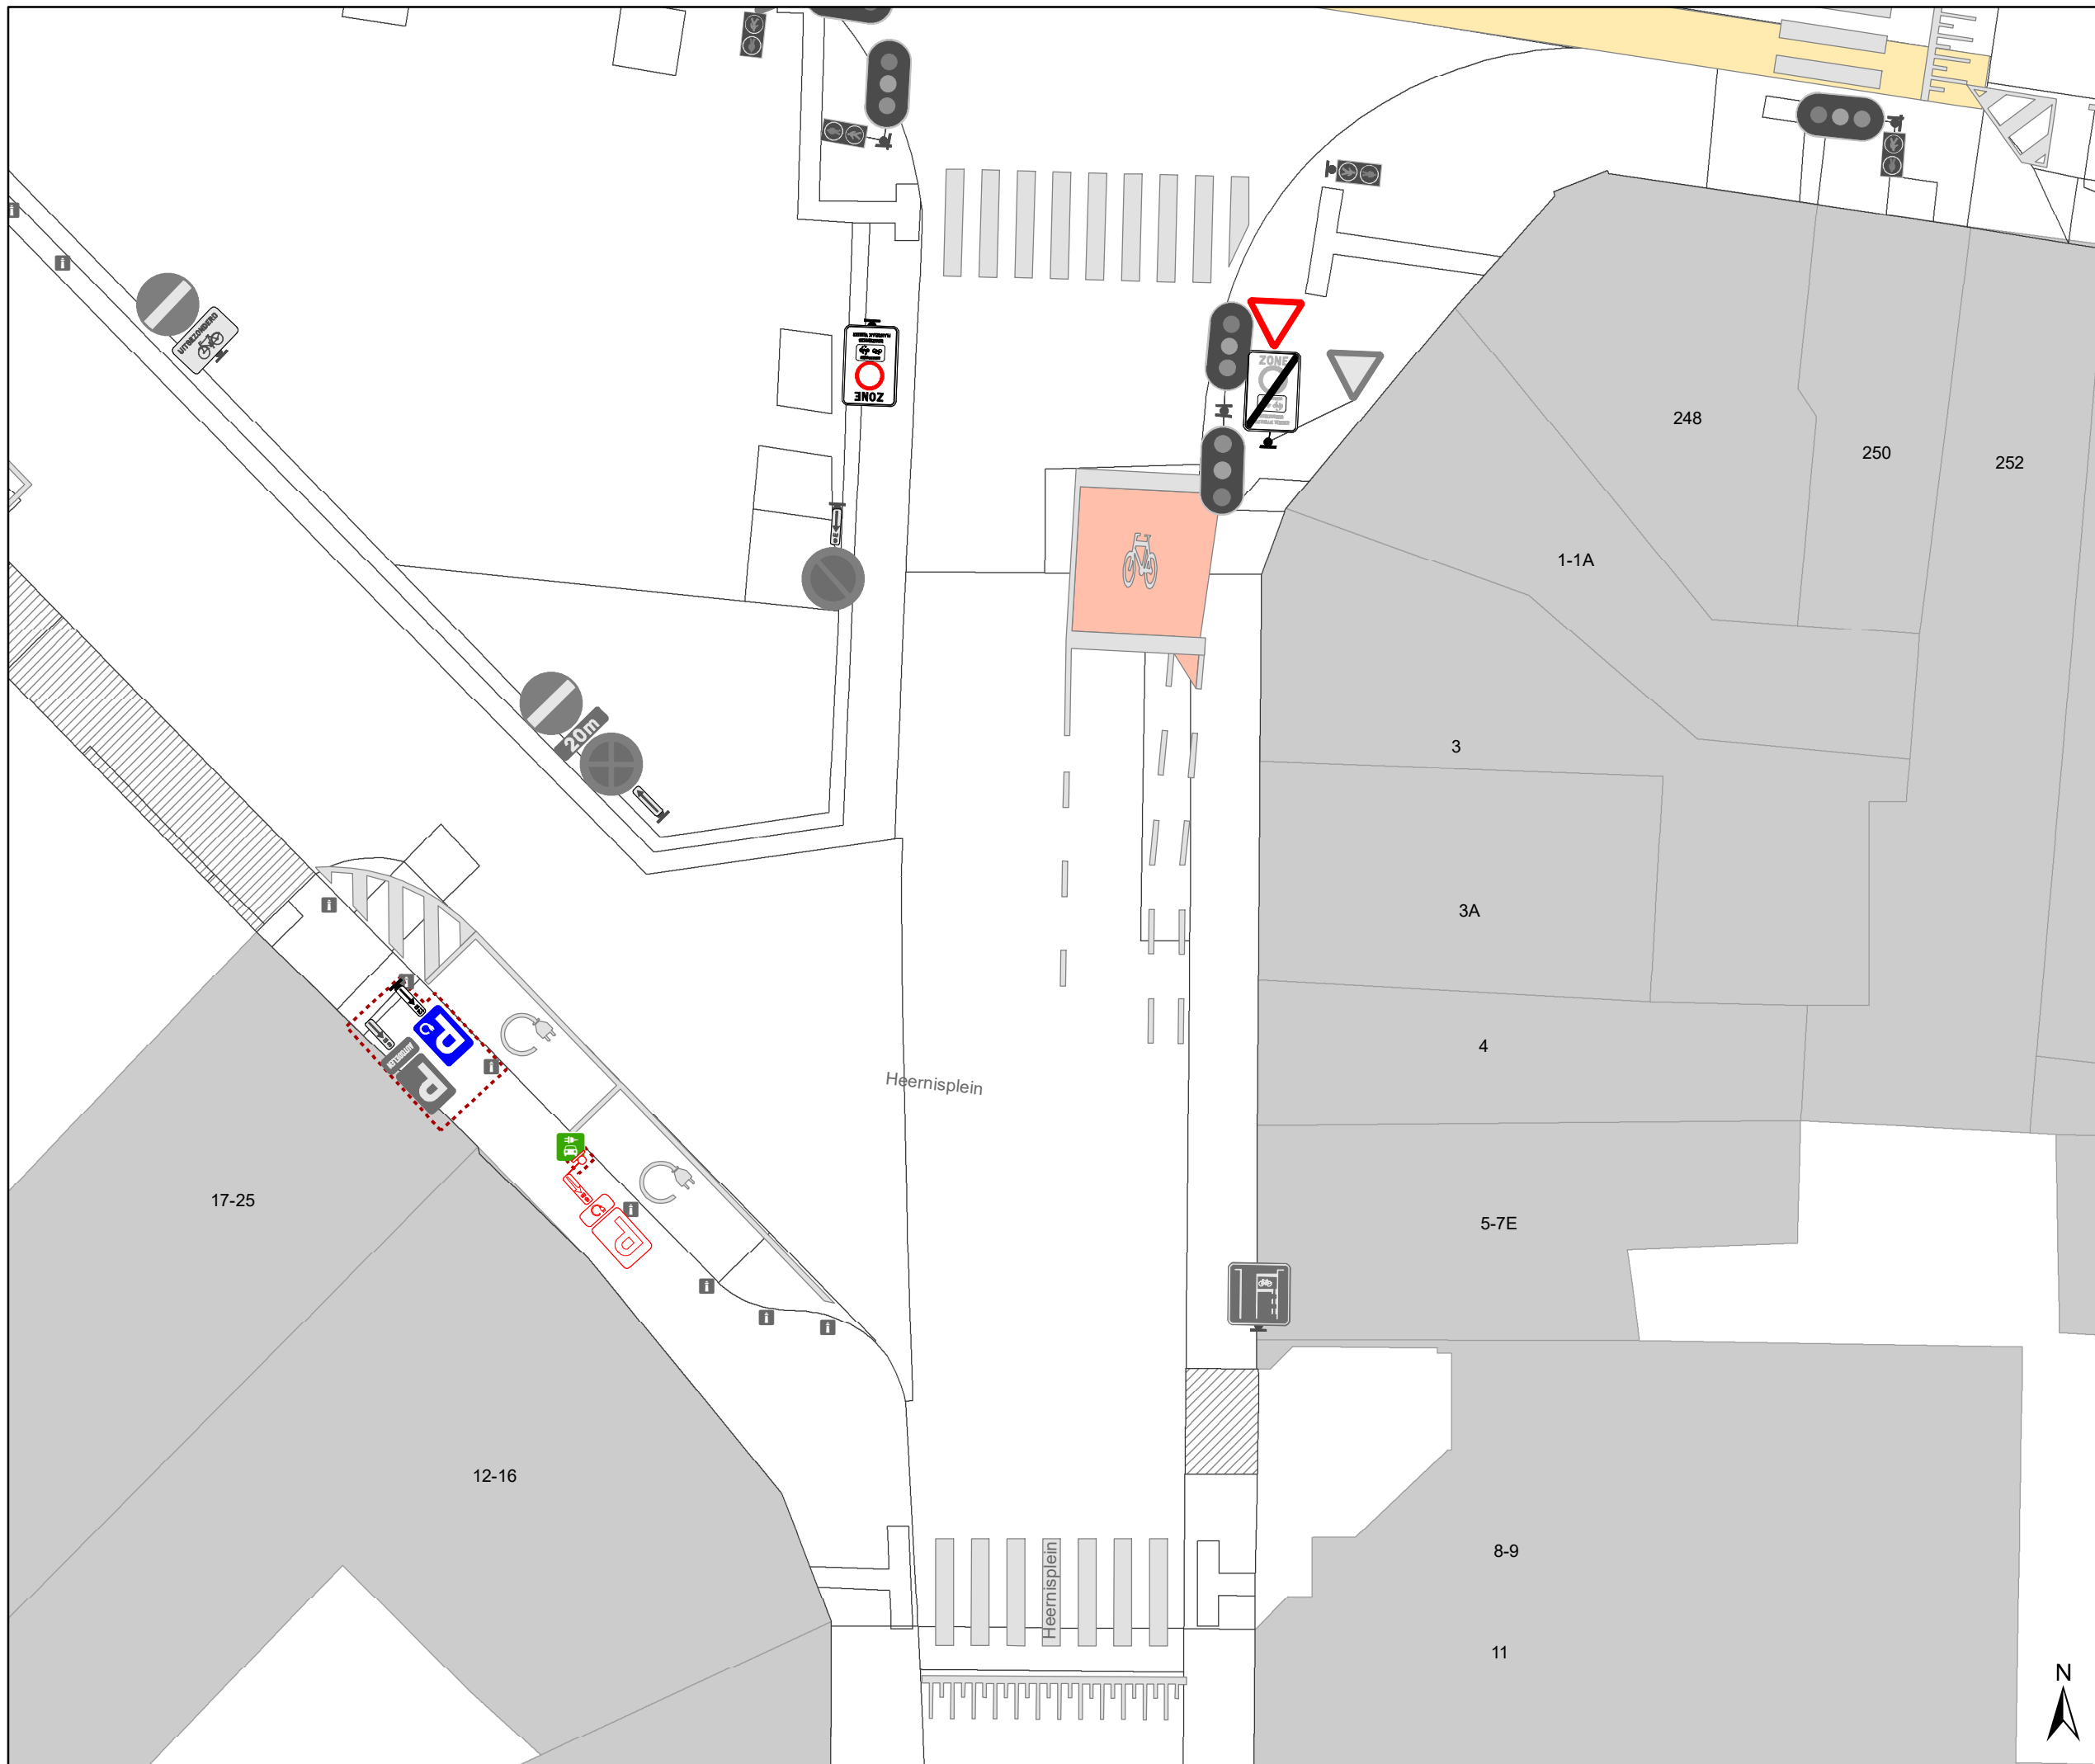 UITGEZONDERD
ZONE
ZONE
248
250
252
1-1A
3
20m
3A
4
P
P
Heernisplein
17-25
5-7E
P
12-16
Heernisplein
8-9
11
N